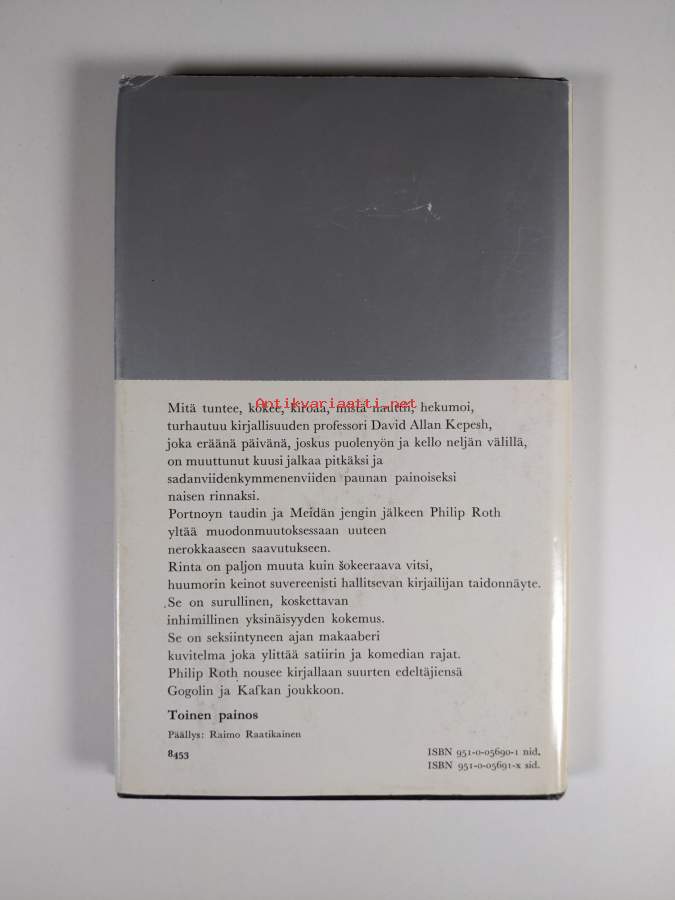 Antikvariaatti.net
Mitä tuntee, kokee, kiroaa, mistä nauttii, hekumoi,
turhautuu kirjallisuuden professori David Allan Kepesh,
joka eräänä päivänä, joskus puolenyön ja kello neljän välillä,
on muuttunut kuusi jalkaa pitkäksi ja
sadanviidenkymmenenviiden paunan painoiseksi
naisen rinnaksi.
Portnoyn taudin ja Meidän jengin jälkeen Philip Roth
yltää muodonmuutoksessaan uuteen
nerokkaaseen saavutukseen.
Rinta on paljon muuta kuin šokeeraava vitsi,
huumorin keinot suvereenisti hallitsevan kirjailijan taidonnäyte.
Se on surullinen, koskettavan
inhimillinen yksinäisyyden kokemus.
Se on seksiintyneen ajan makaaberi
kuvitelma joka ylittää satiirin ja komedian rajat.
Philip Roth nousee kirjallaan suurten edeltäjiensä
Gogolin ja Kafkan joukkoon.
Toinen painos
Päällys: Raimo Raatikainen
8453
ISBN 951-0-05690-1 nid.
ISBN 951-0-05691-x sid.